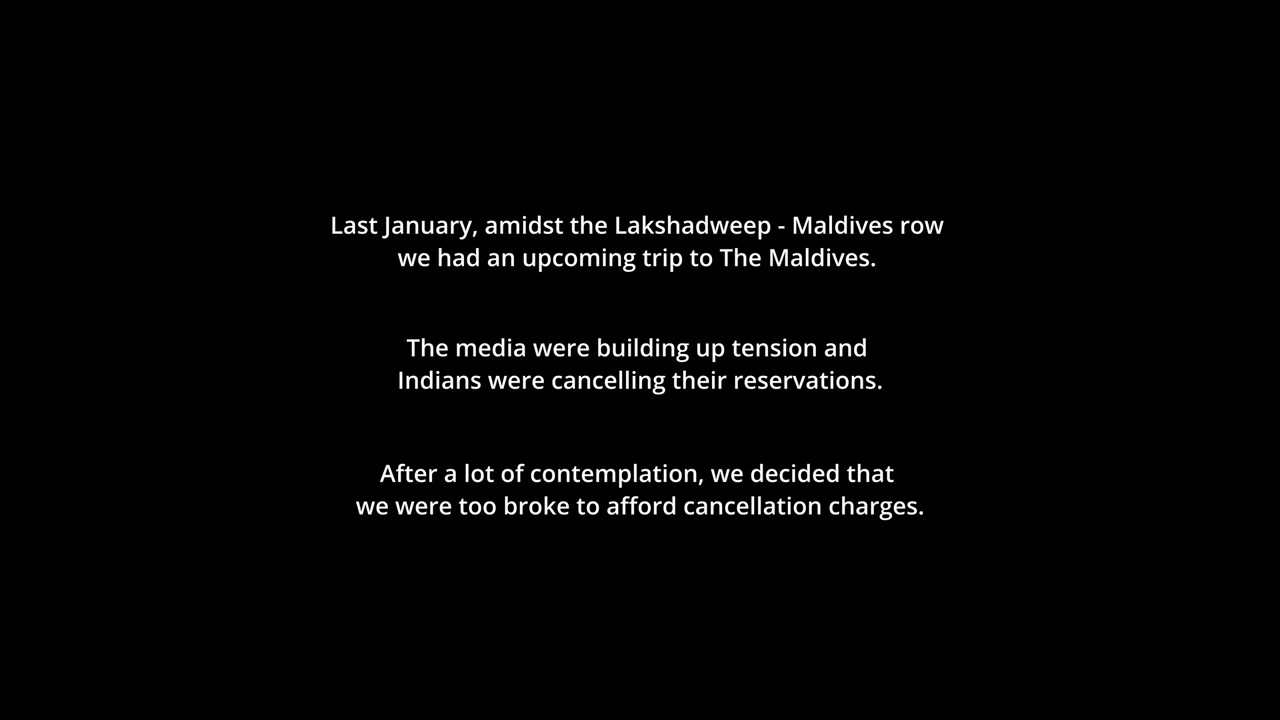 Last January, amidst the Lakshadweep - Maldives row
we had an upcoming trip to The Maldives.
The media were building up tension and
Indians were cancelling their reservations.
After a lot of contemplation, we decided that
we were too broke to afford cancellation charges.